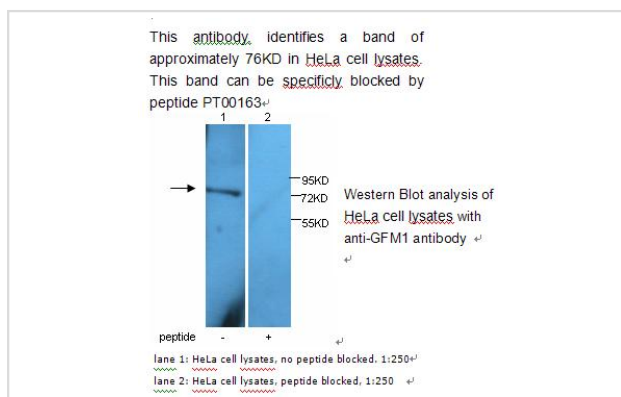 This antibody, identifies a band of
approximately 76KD in HeLa cell lysates.
This band can be specificly blocked by
peptide PT00163
1 2
95KD
72KD
55KD
Western Blot analysis of
HeLa cell lysates with
anti-GFM1 antibody
peptide - +
lane 1: HeLa cell lysates, no peptide blocked, 1:250
lane 2: HeLa cell lysates, peptide blocked, 1:250